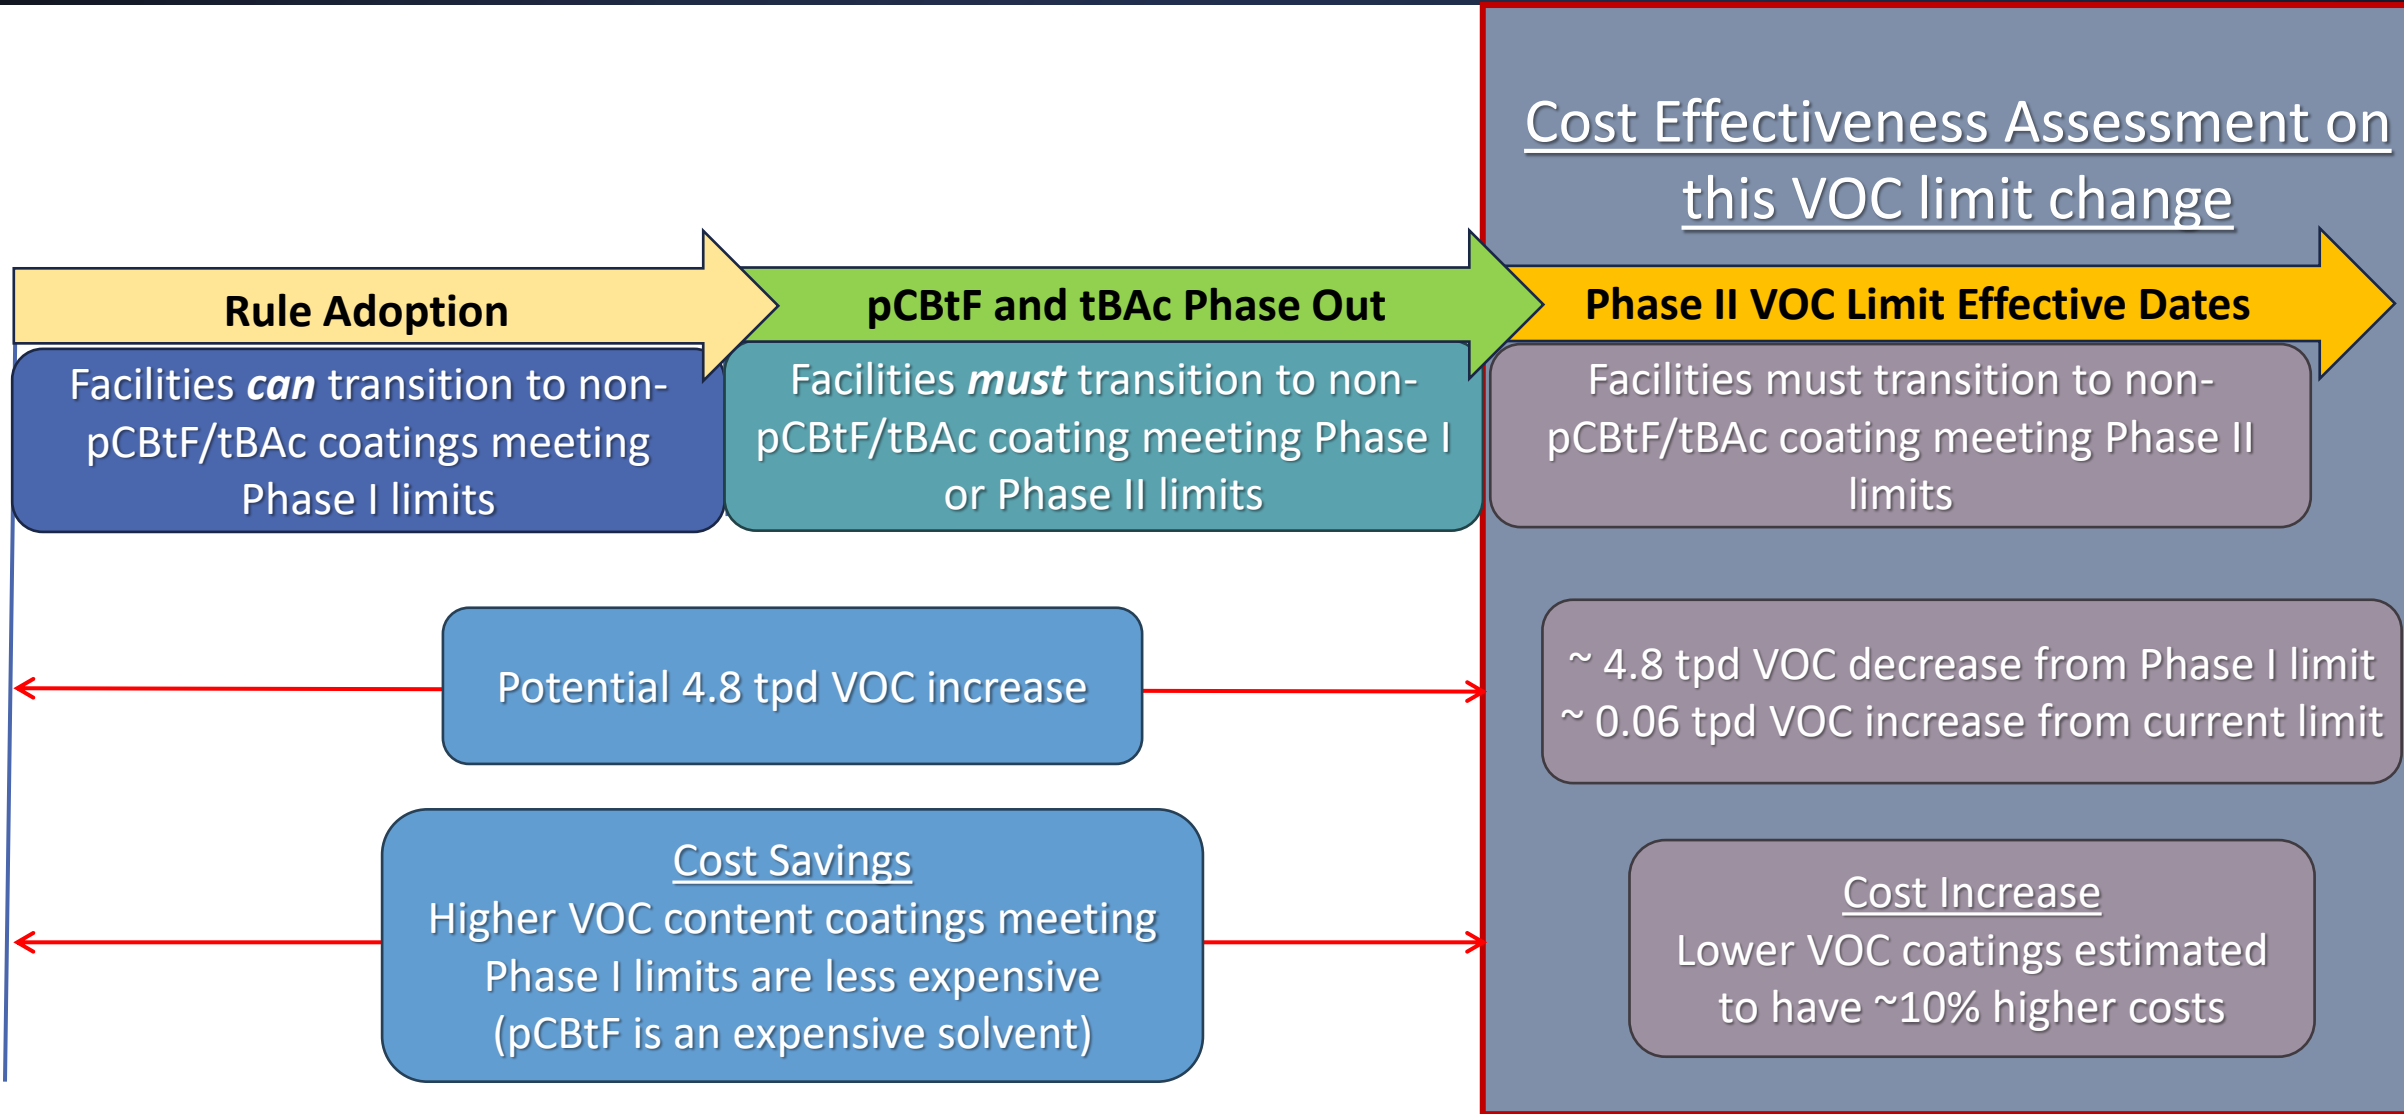 Cost Effectiveness Assessment on
this VOC limit change
Rule Adoption
pCBtF and tBAc Phase Out
Phase II VOC Limit Effective Dates
Facilities can transition to non-
pCBtF/tBAc coatings meeting
Phase I limits
Facilities must transition to non-
pCBtF/tBAc coating meeting Phase I
or Phase II limits
Facilities must transition to non-
pCBtF/tBAc coating meeting Phase II
limits
Potential 4.8 tpd VOC increase
~ 4.8 tpd VOC decrease from Phase I limit
~ 0.06 tpd VOC increase from current limit
Cost Savings
Higher VOC content coatings meeting
Phase I limits are less expensive
(pCBtF is an expensive solvent)
Cost Increase
Lower VOC coatings estimated
to have ~10% higher costs